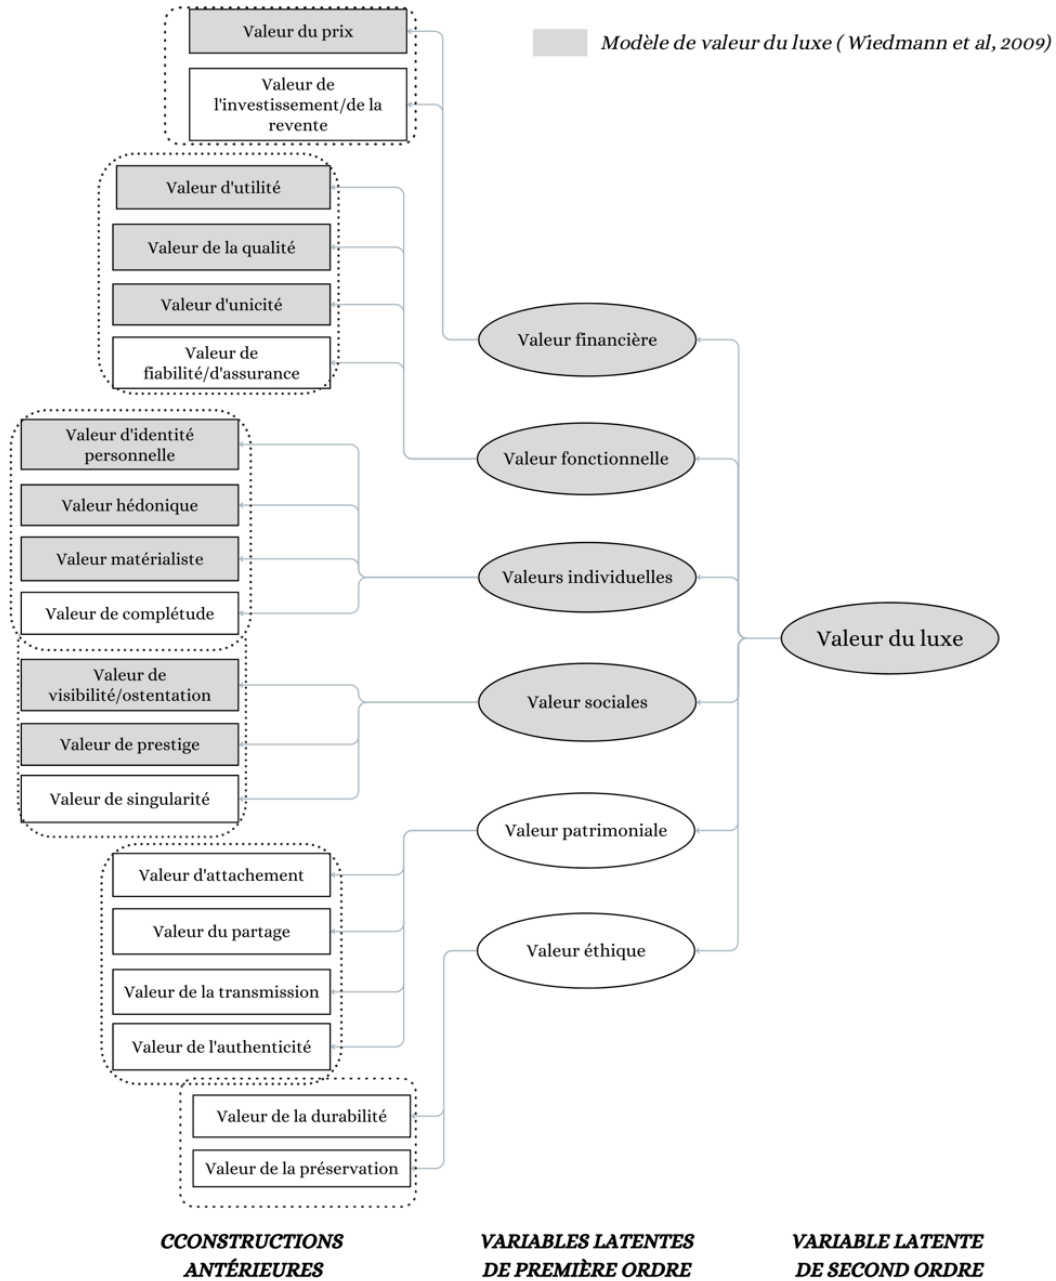 Valeur du prix
Modèle de valeur du luxe ( Wiedmann et al, 2009)
Valeur de
l'investissement/de la
revente
Valeur d'utilité
Valeur de la qualité
Valeur d'unicité
Valeur de
fiabilité/d'assurance
Valeur financière
Valeur d'identité
personnelle
Valeur fonctionnelle
Valeur hédonique
Valeur matérialiste
Valeurs individuelles
Valeur de complétude
Valeur du luxe
Valeur de
visibilité/ostentation
Valeur sociales
Valeur de prestige
Valeur de singularité
Valeur patrimoniale
Valeur d'attachement
Valeur du partage
Valeur éthique
Valeur de la transmission
Valeur de l'authenticité
Valeur de la durabilité
Valeur de la préservation
CCONSTRUCTIONS
ANTÉRIEURES
VARIABLES LATENTES
DE PREMIÈRE ORDRE
VARIABLE LATENTE
DE SECOND ORDRE